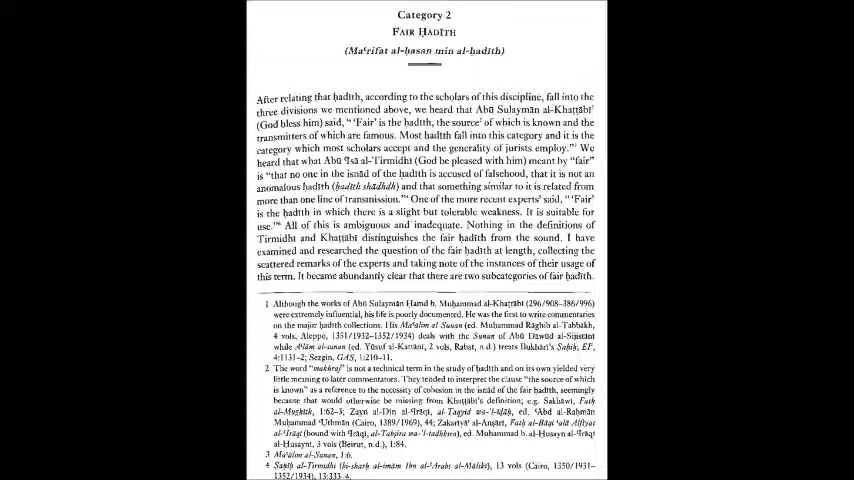 Category 2
FAIR ḤADĪTH
(Maʿrifat al-ḥasan min al-ḥadīth)
After relating that ḥadīth, according to the scholars of this discipline, fall into the
three divisions we mentioned above, we heard that Abū Sulaymān al-Khaṭṭābī¹
(God bless him) said, “ ‘Fair’ is the ḥadīth, the source² of which is known and the
transmitters of which are famous. Most ḥadīth fall into this category and it is the
category which most scholars accept and the generality of jurists employ.”³ We
heard that what Abū ʿĪsā al-Tirmidhī (God be pleased with him) meant by “fair”
is “that no one in the isnād of the ḥadīth is accused of falsehood, that it is not an
anomalous ḥadīth (ḥadīth shādhdh) and that something similar to it is related from
more than one line of transmission.”⁴ One of the more recent experts⁵ said, “ ‘Fair’
is the ḥadīth in which there is a slight but tolerable weakness. It is suitable for
use.”⁶ All of this is ambiguous and inadequate. Nothing in the definitions of
Tirmidhī and Khaṭṭābī distinguishes the fair ḥadīth from the sound. I have
examined and researched the question of the fair ḥadīth at length, collecting the
scattered remarks of the experts and taking note of the instances of their usage of
this term. It became abundantly clear that there are two subcategories of fair ḥadīth.
1 Although the works of Abū Sulaymān Ḥamd b. Muḥammad al-Khaṭṭābī (296/908–386/996)
were extremely influential, his life is poorly documented. He was the first to write commentaries
on the major ḥadīth collections. His Maʿālim al-Sunan (ed. Muḥammad Rāghib al-Ṭabbākh,
4 vols, Aleppo, 1351/1932–1352/1934) deals with the Sunan of Abū Dāwūd al-Sijistānī
while Aʿlām al-sunan (ed. Yūsuf al-Kattānī, 2 vols, Rabat, n.d.) treats Bukhārī’s Ṣaḥīḥ; EI²,
4:1131–2; Sezgin, GAS, 1:210–11.
2 The word “makhraj” is not a technical term in the study of ḥadīth and on its own yielded very
little meaning to later commentators. They tended to interpret the clause “the source of which
is known” as a reference to the necessity of cohesion in the isnād of the fair ḥadīth, seemingly
because that would otherwise be missing from Khaṭṭābī’s definition; e.g. Sakhāwī, Fatḥ
al-Mughīth, 1:62–3; Zayn al-Dīn al-ʿIrāqī, al-Taqyīd wa-’l-īḍāḥ, ed. ʿAbd al-Raḥmān
Muḥammad ʿUthmān (Cairo, 1389/1969), 44; Zakariyāʾ al-Anṣārī, Fatḥ al-Bāqī ʿalā Alfīyat
al-ʿIrāqī (bound with ʿIrāqī, al-Tabṣira wa-’l-tadhkira), ed. Muḥammad b. al-Ḥusayn al-ʿIrāqī
al-Ḥusaynī, 3 vols (Beirut, n.d.), 1:84.
3 Maʿālim al-Sunan, 1:6.
4 Ṣaḥīḥ al-Tirmidhī (bi-sharḥ al-imām Ibn al-ʿArabī al-Mālikī), 13 vols (Cairo, 1350/1931–
1352/1934), 13:333–4.